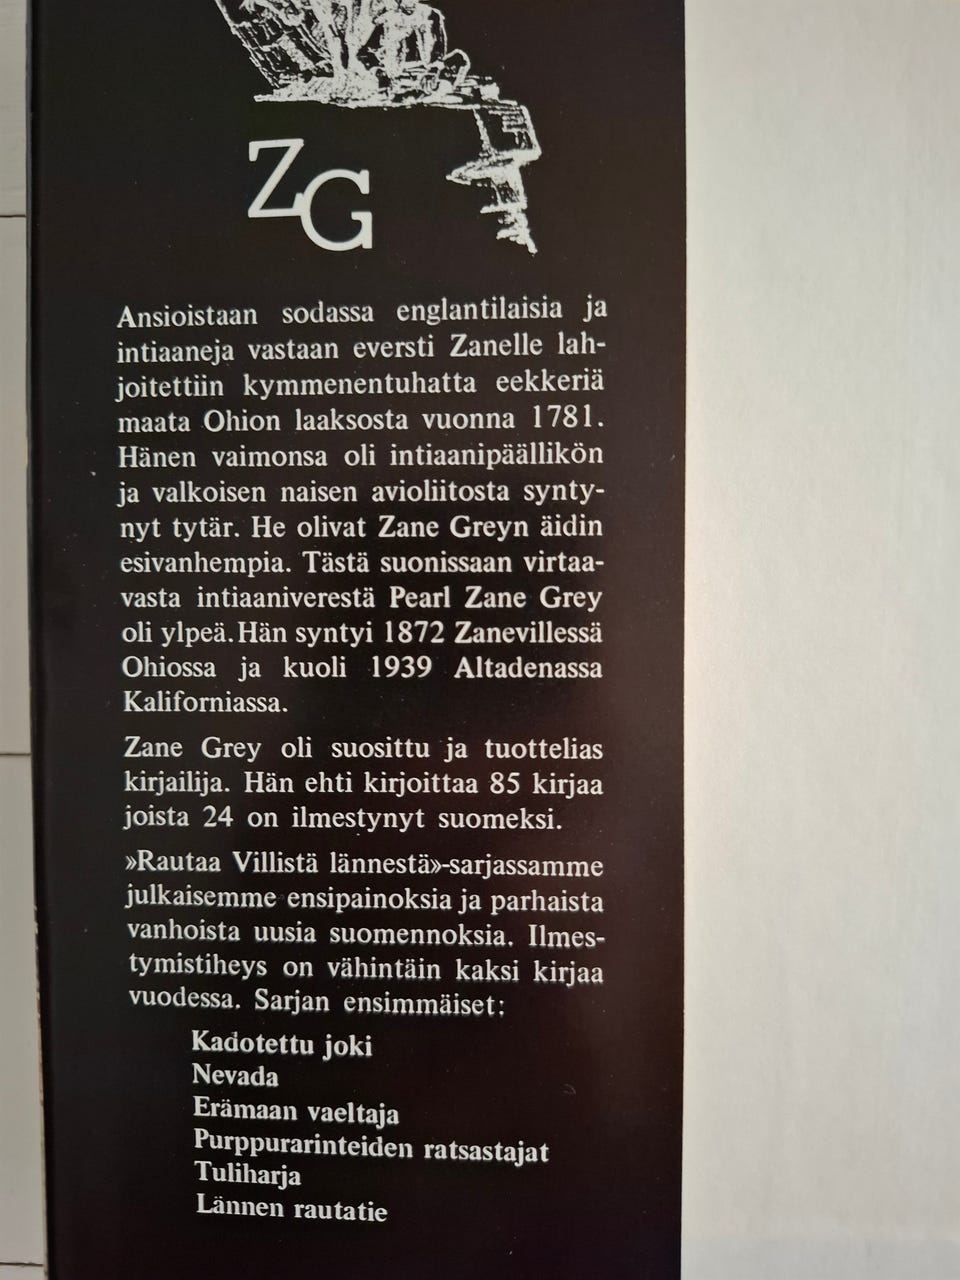 ZG
Ansioistaan sodassa englantilaisia ja
intiaaneja vastaan eversti Zanelle lah-
joitettiin kymmenentuhatta eekkeriä
maata Ohion laaksosta vuonna 1781.
Hänen vaimonsa oli intiaanipäällikön
ja valkoisen naisen avioliitosta synty-
nyt tytär. He olivat Zane Greyn äidin
esivanhempia. Tästä suonissaan virtaa-
vasta intiaaniverestä Pearl Zane Grey
oli ylpeä. Hän syntyi 1872 Zanevillessä
Ohiossa ja kuoli 1939 Altadenassa
Kaliforniassa.
Zane Grey oli suosittu ja tuottelias
kirjailija. Hän ehti kirjoittaa 85 kirjaa
joista 24 on ilmestynyt suomeksi.
»Rautaa Villistä lännestä»-sarjassamme
julkaisemme ensipainoksia ja parhaista
vanhoista uusia suomennoksia. Ilmes-
tymistiheys on vähintäin kaksi kirjaa
vuodessa. Sarjan ensimmäiset:
Kadotettu joki
Nevada
Erämaan vaeltaja
Purppurarinteiden ratsastajat
Tuliharja
Lännen rautatie